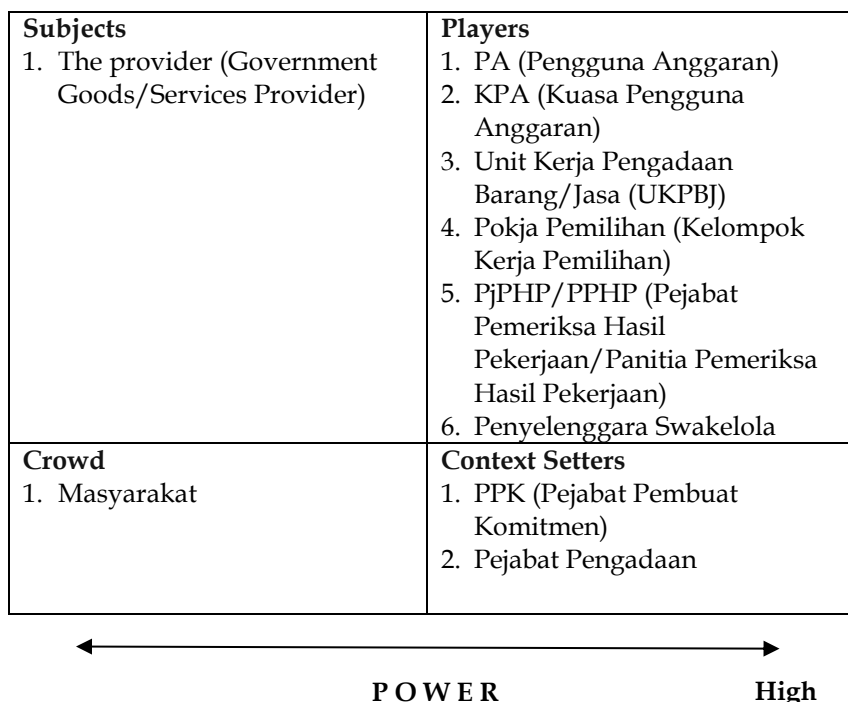 Subjects
1. The provider (Government
Goods/Services Provider)
Players
1. PA (Pengguna Anggaran)
2. KPA (Kuasa Pengguna
Anggaran)
3. Unit Kerja Pengadaan
Barang/Jasa (UKPBJ)
4. Pokja Pemilihan (Kelompok
Kerja Pemilihan)
5. PjPHP/PPHP (Pejabat
Pemeriksa Hasil
Pekerjaan/Panitia Pemeriksa
Hasil Pekerjaan)
6. Penyelenggara Swakelola
Crowd
1. Masyarakat
Context Setters
1. PPK (Pejabat Pembuat
Komitmen)
2. Pejabat Pengadaan
P O W E R High